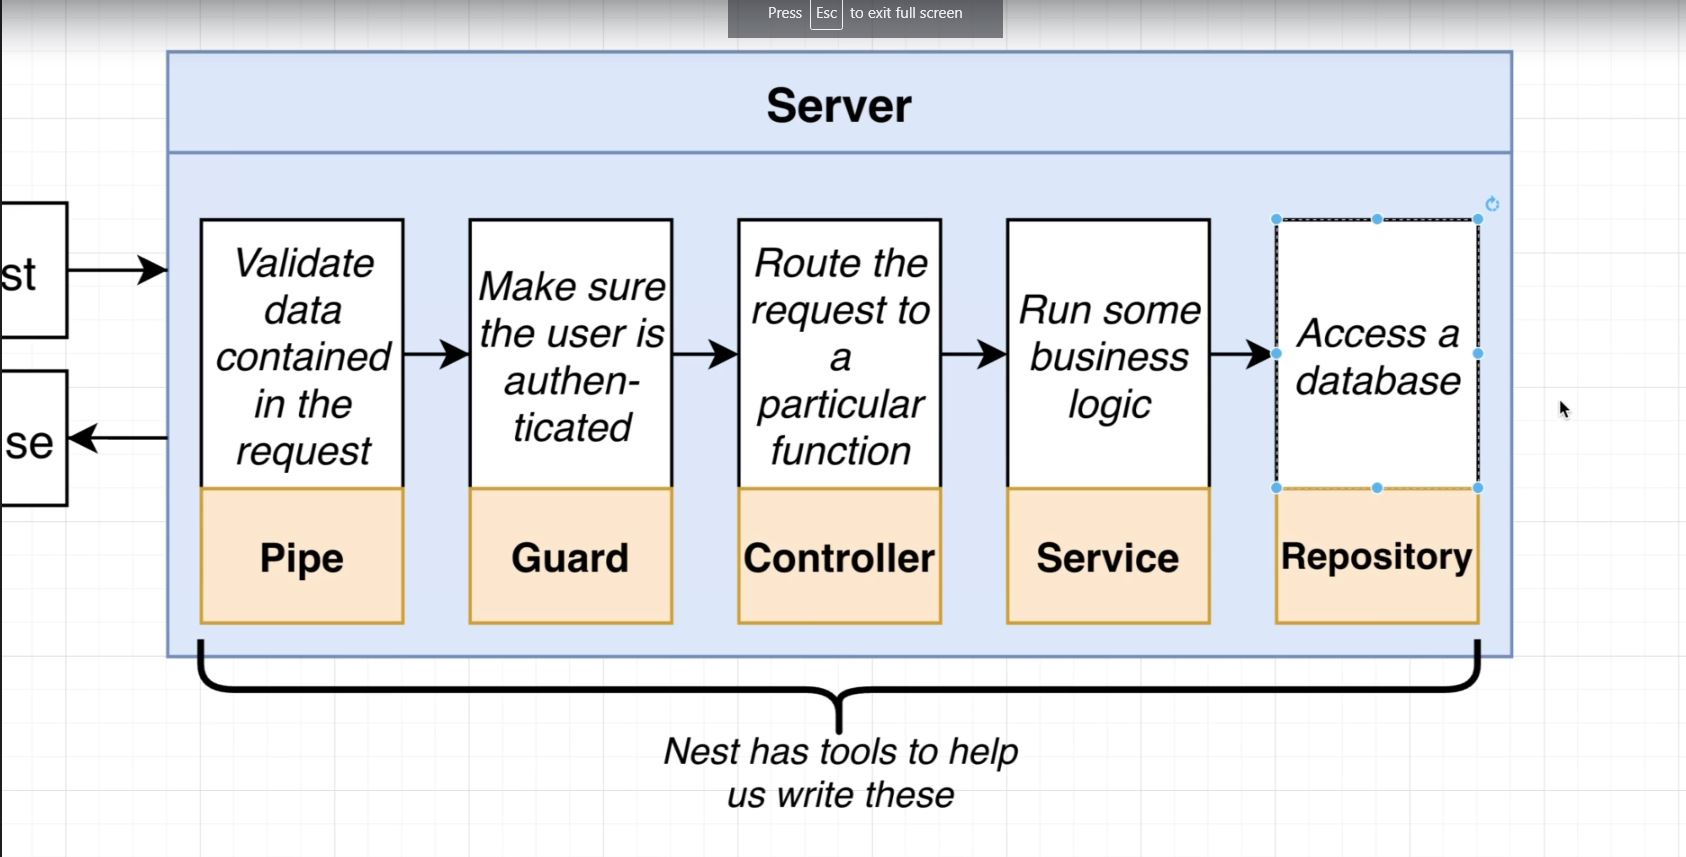 Press Esc to exit full screen
Server
st
se
Validate
data
contained
in the
request
Pipe
Make sure
the user is
authen-
ticated
Guard
Route the
request to
a
particular
function
Controller
Run some
business
logic
Service
Access a
database
Repository
Nest has tools to help
us write these